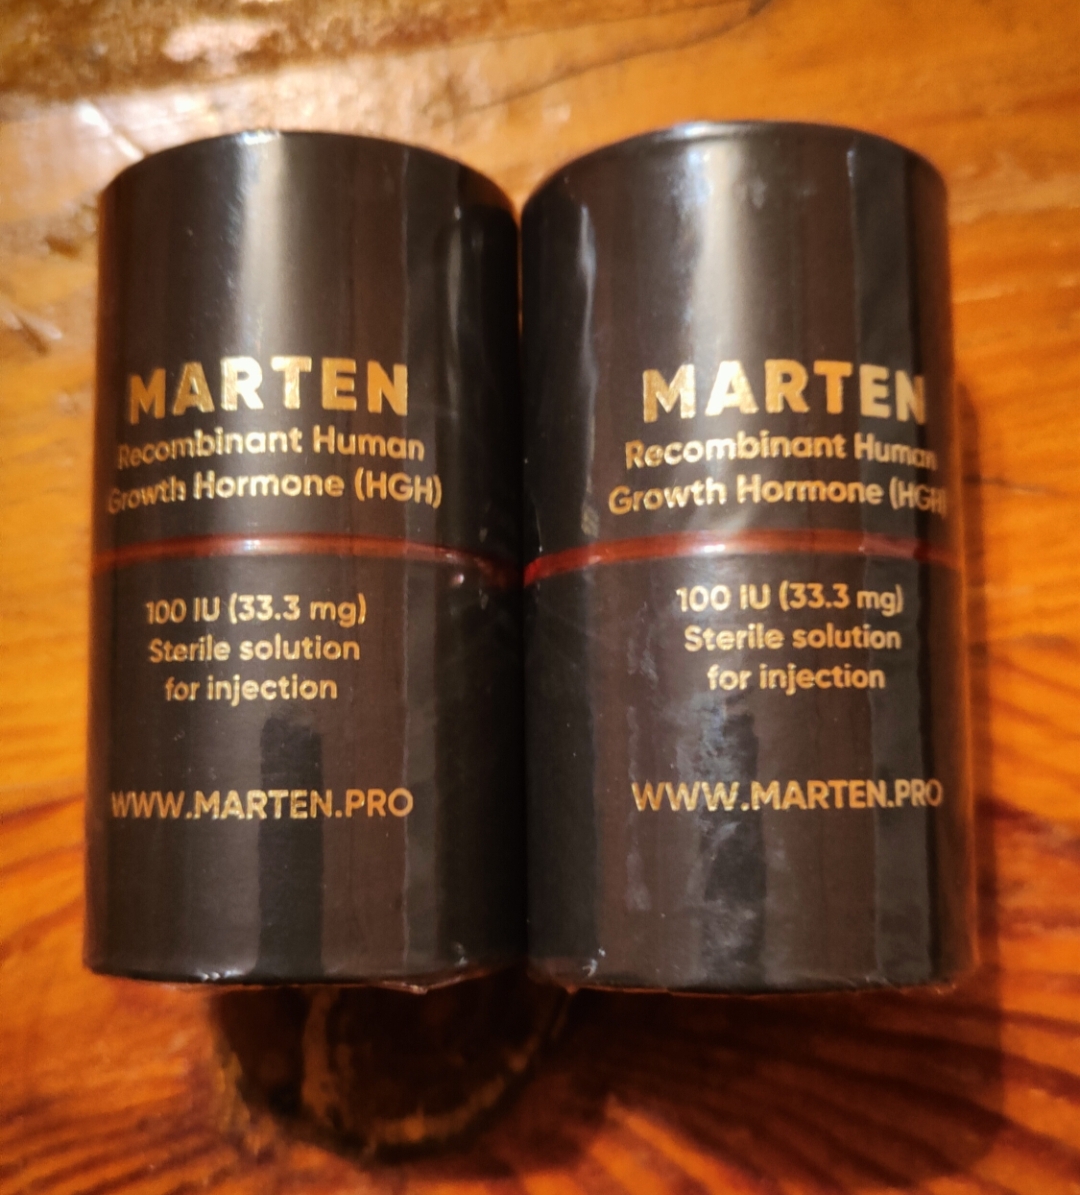 MARTEN
Recombinant Human
Growth Hormone (HGH)
100 IU (33.3 mg)
Sterile solution
for injection
WWW.MARTEN.PRO
MARTEN
Recombinant Human
Growth Hormone (HGH)
100 IU (33.3 mg)
Sterile solution
for injection
WWW.MARTEN.PRO